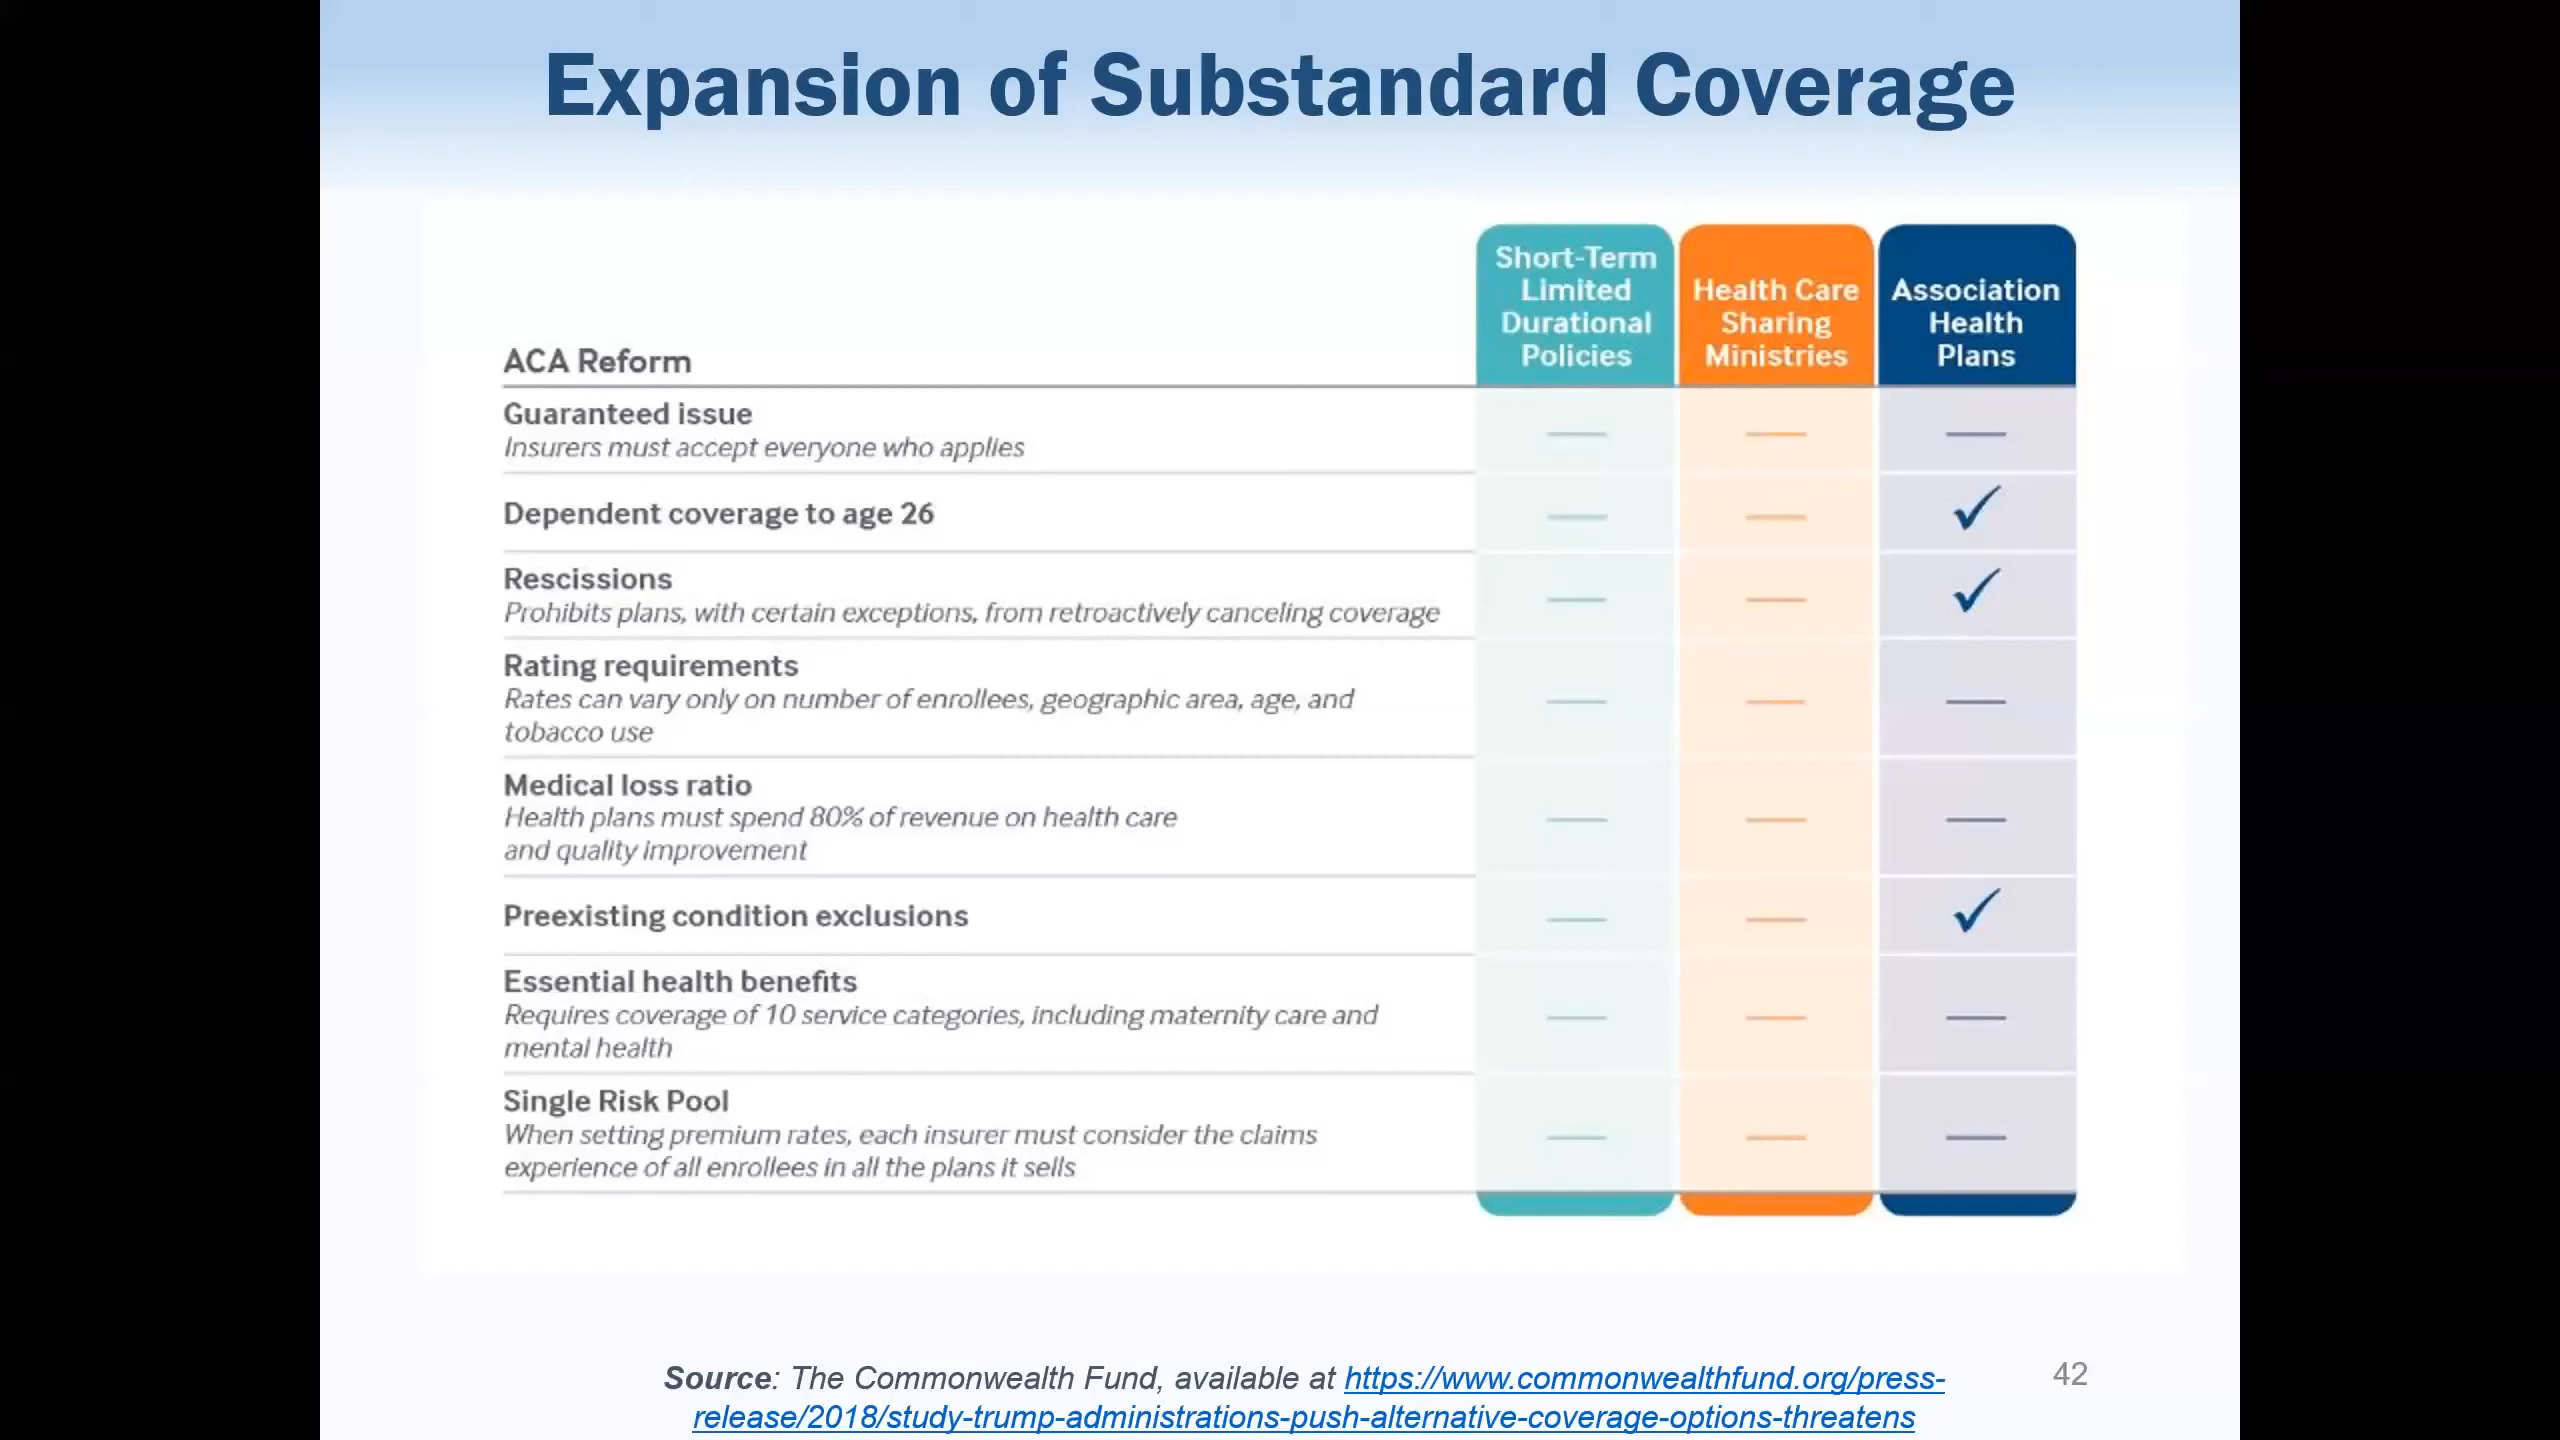 Expansion of Substandard Coverage
Short-Term
Limited
Durational
Policies
Health Care
Sharing
Ministries
Association
Health
Plans
ACA Reform
Guaranteed issue
Insurers must accept everyone who applies
Dependent coverage to age 26
Rescissions
Prohibits plans, with certain exceptions, from retroactively canceling coverage
Rating requirements
Rates can vary only on number of enrollees, geographic area, age, and
tobacco use
Medical loss ratio
Health plans must spend 80% of revenue on health care
and quality improvement
Preexisting condition exclusions
Essential health benefits
Requires coverage of 10 service categories, including maternity care and
mental health
Single Risk Pool
When setting premium rates, each insurer must consider the claims
experience of all enrollees in all the plans it sells
Source: The Commonwealth Fund, available at https://www.commonwealthfund.org/press-
release/2018/study-trump-administrations-push-alternative-coverage-options-threatens
42